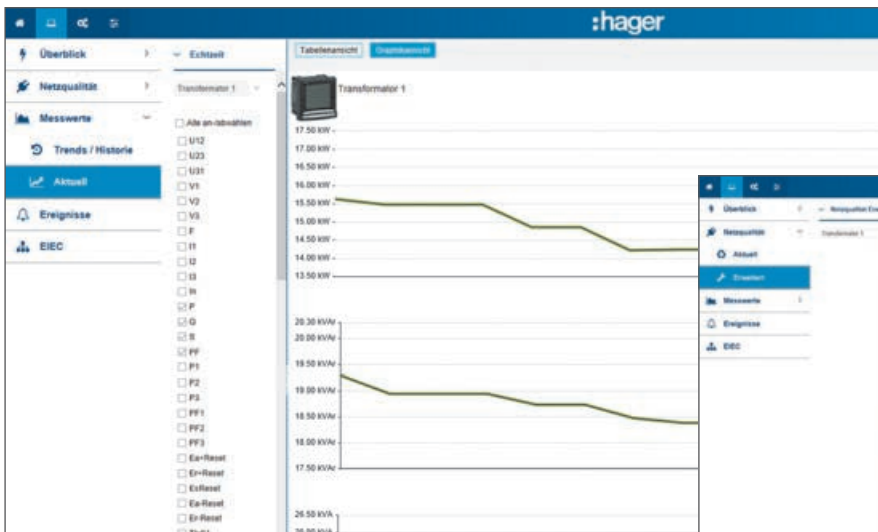 :hager
Überblick
Netzqualität
Messwerte
Trends / Historie
Aktuell
Ereignisse
EIEC
Echtzeit
Transformator 1
Alle an-/abwählen
U12
U23
U31
V1
V2
V3
F
I1
I2
I3
In
P
Q
S
PF
P1
P2
P3
PF1
PF2
PF3
Ea+Reset
Er+Reset
EsReset
Ea-Reset
Er-Reset
Tabellenansicht
Graphikansicht
Transformator 1
17.50 kW
17.00 kW
16.50 kW
16.00 kW
15.50 kW
15.00 kW
14.50 kW
14.00 kW
13.50 kW
20.30 kVAr
20.00 kVAr
19.50 kVAr
19.00 kVAr
18.50 kVAr
18.00 kVAr
17.50 kVAr
26.50 kVA
Überblick
Netzqualität
Aktuell
Erweitert
Messwerte
Ereignisse
EIEC
Netzqualität
Transformator 1